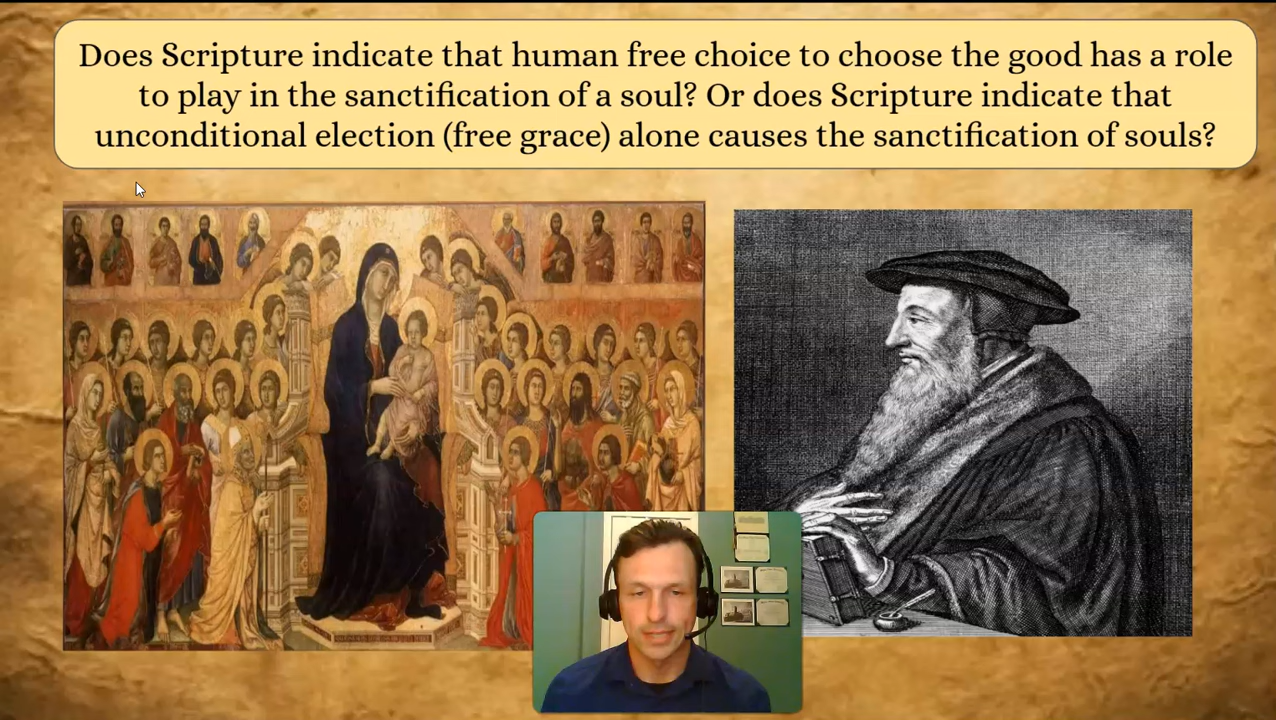 Does Scripture indicate that human free choice to choose the good has a role
to play in the sanctification of a soul? Or does Scripture indicate that
unconditional election (free grace) alone causes the sanctification of souls?